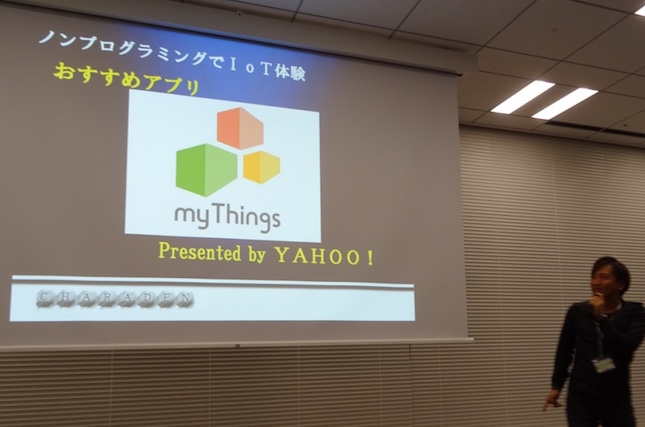 ノンプログラミングでＩｏＴ体験
おすすめアプリ
myThings
Presented by ＹＡＨＯＯ！
CHARADEN